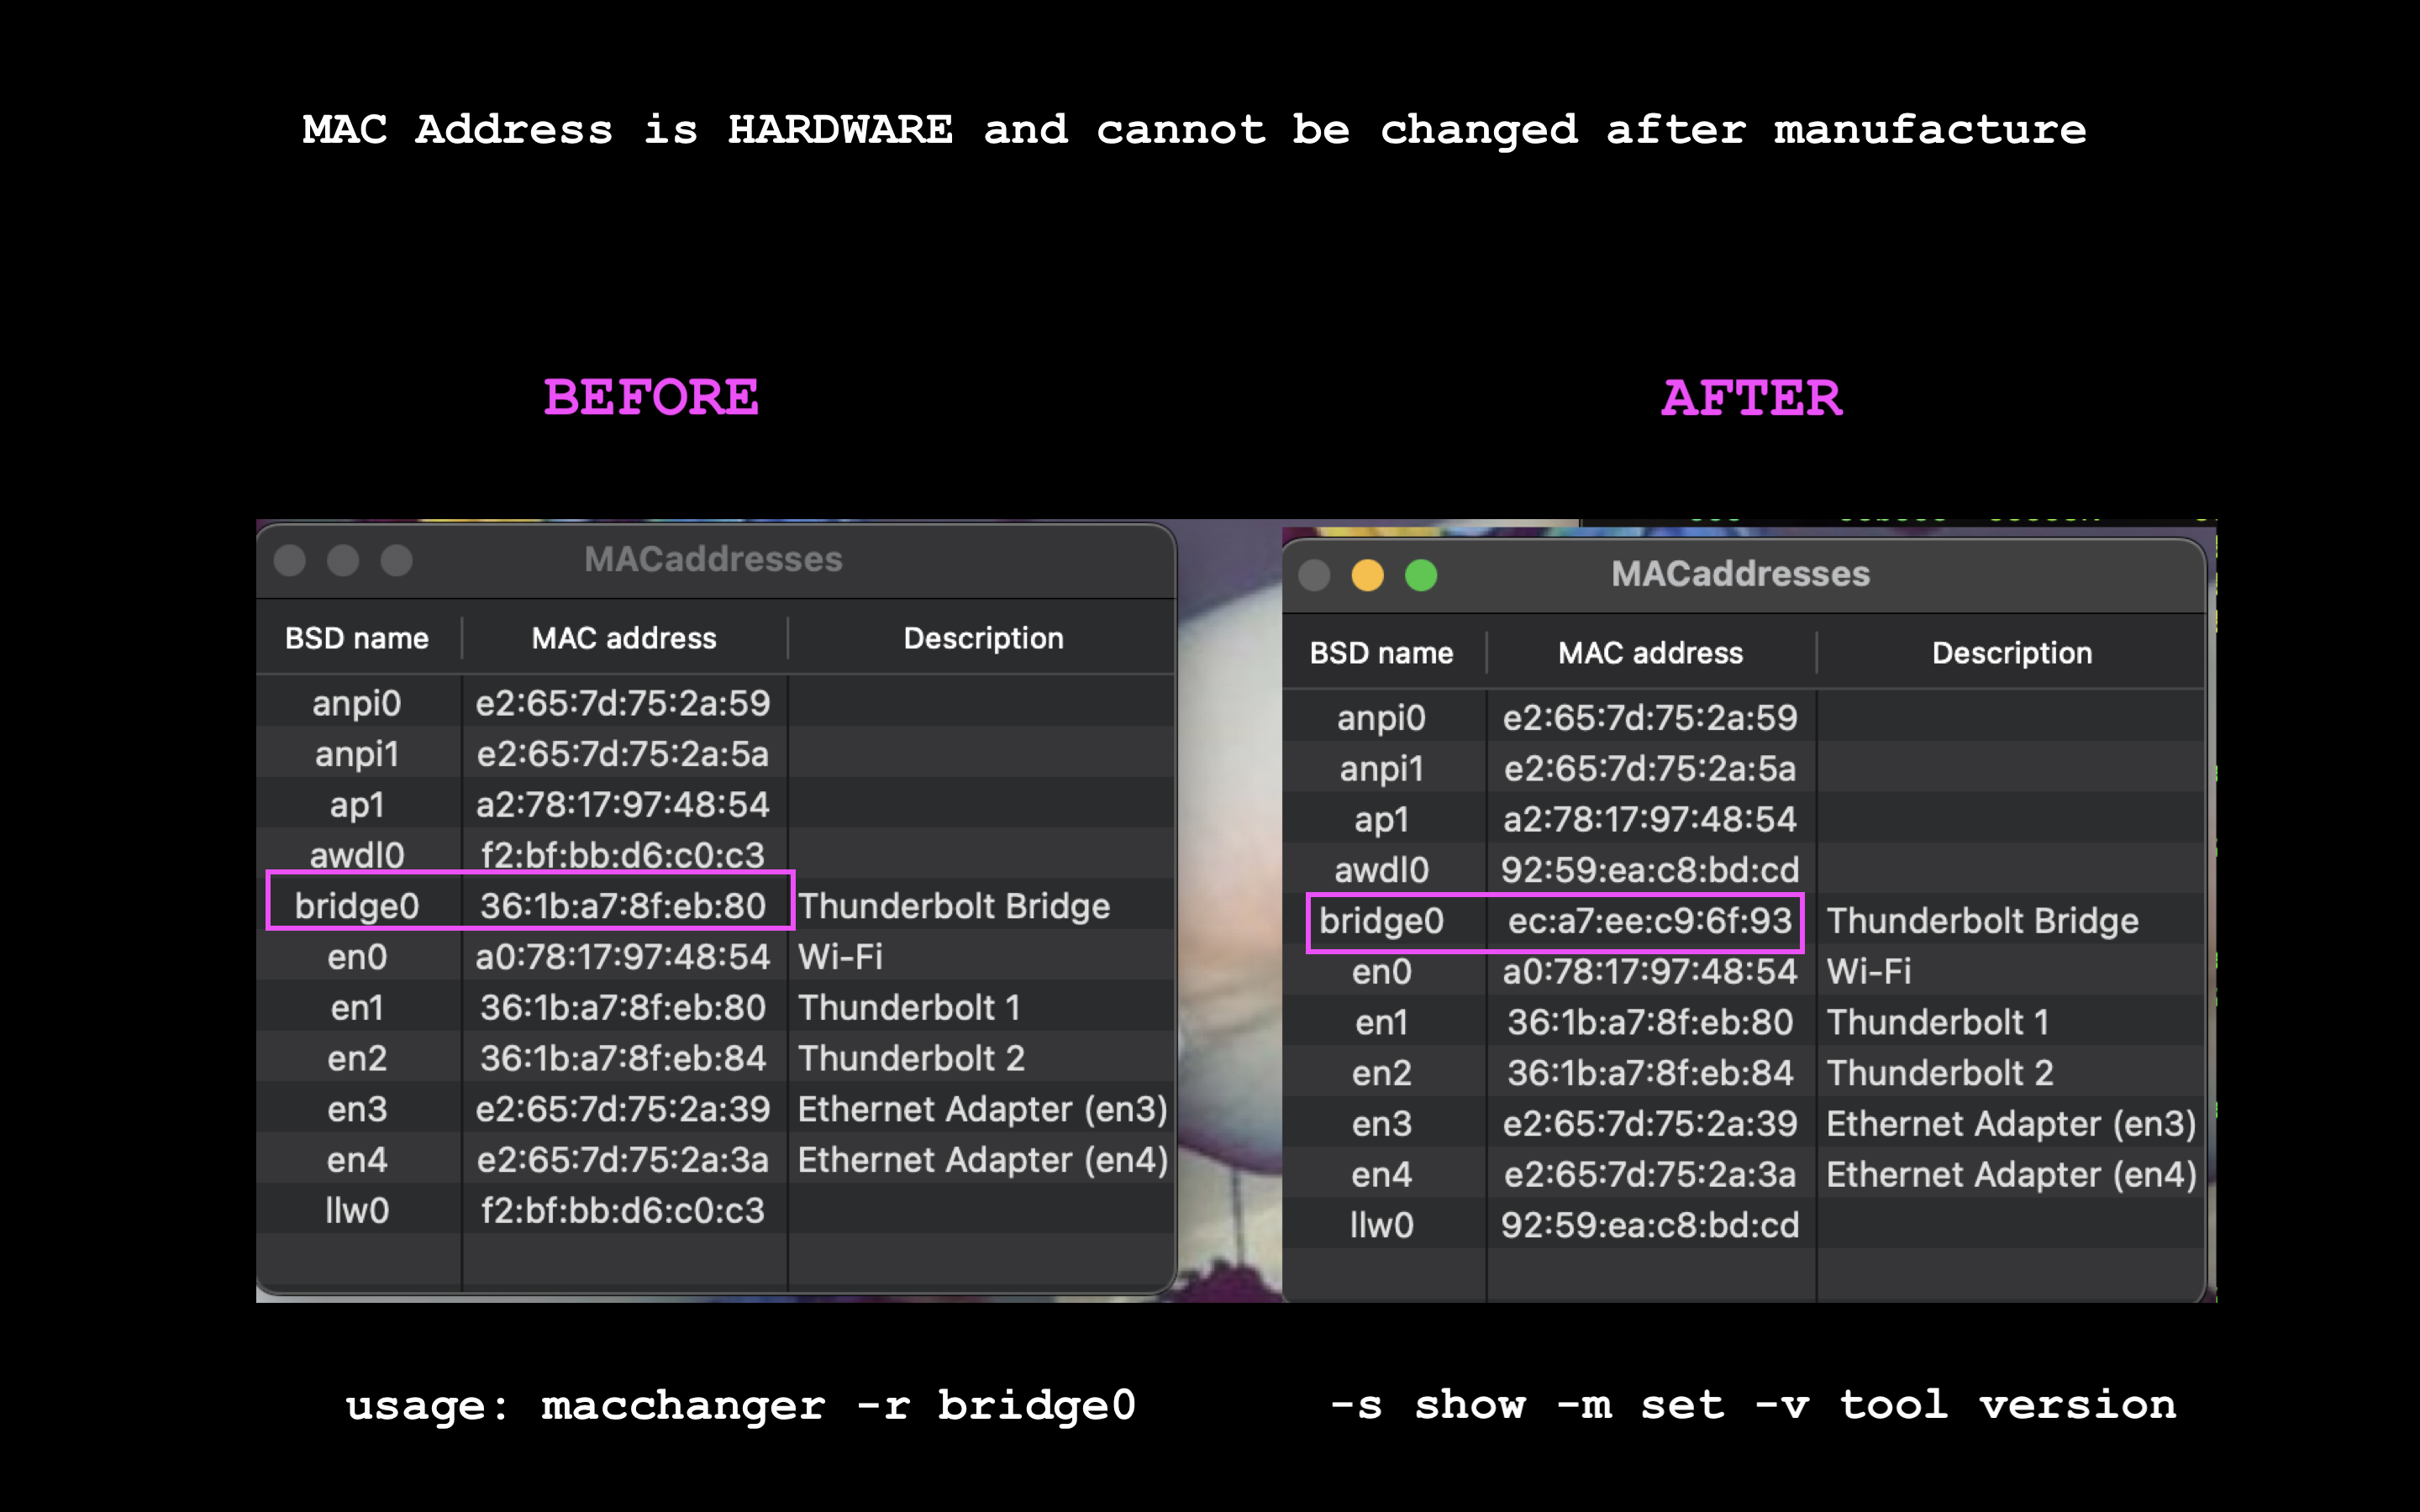 MAC Address is HARDWARE and cannot be changed after manufacture
BEFORE
AFTER
MACaddresses
BSD name MAC address Description
anpi0 e2:65:7d:75:2a:59
anpi1 e2:65:7d:75:2a:5a
ap1 a2:78:17:97:48:54
awdl0 f2:bf:bb:d6:c0:c3
bridge0 36:1b:a7:8f:eb:80 Thunderbolt Bridge
en0 a0:78:17:97:48:54 Wi-Fi
en1 36:1b:a7:8f:eb:80 Thunderbolt 1
en2 36:1b:a7:8f:eb:84 Thunderbolt 2
en3 e2:65:7d:75:2a:39 Ethernet Adapter (en3)
en4 e2:65:7d:75:2a:3a Ethernet Adapter (en4)
llw0 f2:bf:bb:d6:c0:c3
MACaddresses
BSD name MAC address Description
anpi0 e2:65:7d:75:2a:59
anpi1 e2:65:7d:75:2a:5a
ap1 a2:78:17:97:48:54
awdl0 92:59:ea:c8:bd:cd
bridge0 ec:a7:ee:c9:6f:93 Thunderbolt Bridge
en0 a0:78:17:97:48:54 Wi-Fi
en1 36:1b:a7:8f:eb:80 Thunderbolt 1
en2 36:1b:a7:8f:eb:84 Thunderbolt 2
en3 e2:65:7d:75:2a:39 Ethernet Adapter (en3)
en4 e2:65:7d:75:2a:3a Ethernet Adapter (en4)
llw0 92:59:ea:c8:bd:cd
usage: macchanger -r bridge0
-s show -m set -v tool version